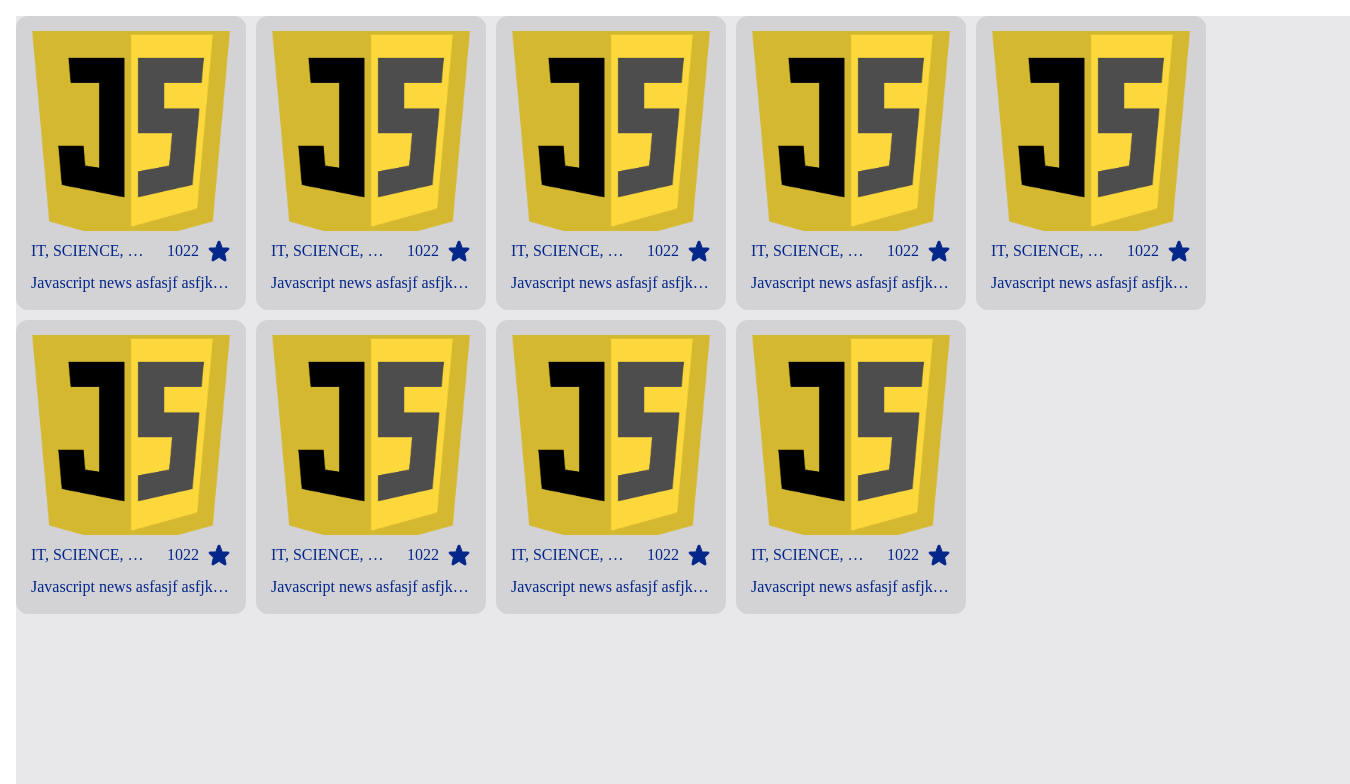 JS JS JS JS JS
IT, SCIENCE, … 1022 IT, SCIENCE, … 1022 IT, SCIENCE, … 1022 IT, SCIENCE, … 1022 IT, SCIENCE, … 1022
Javascript news asfasjf asfjk… Javascript news asfasjf asfjk… Javascript news asfasjf asfjk… Javascript news asfasjf asfjk… Javascript news asfasjf asfjk…
JS JS JS JS
IT, SCIENCE, … 1022 IT, SCIENCE, … 1022 IT, SCIENCE, … 1022 IT, SCIENCE, … 1022
Javascript news asfasjf asfjk… Javascript news asfasjf asfjk… Javascript news asfasjf asfjk… Javascript news asfasjf asfjk…